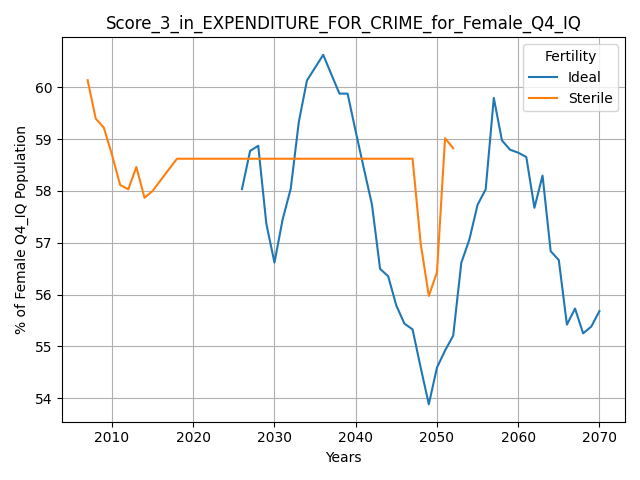 Score_3_in_EXPENDITURE_FOR_CRIME_for_Female_Q4_IQ
Fertility
Ideal
Sterile
% of Female Q4_IQ Population
60
59
58
57
56
55
54
2010 2020 2030 2040 2050 2060 2070
Years